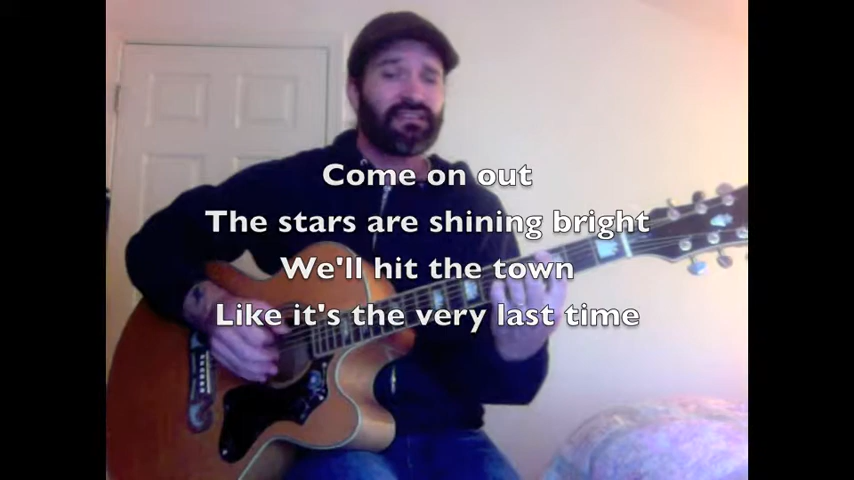 Come on out
The stars are shining bright
We'll hit the town
Like it's the very last time